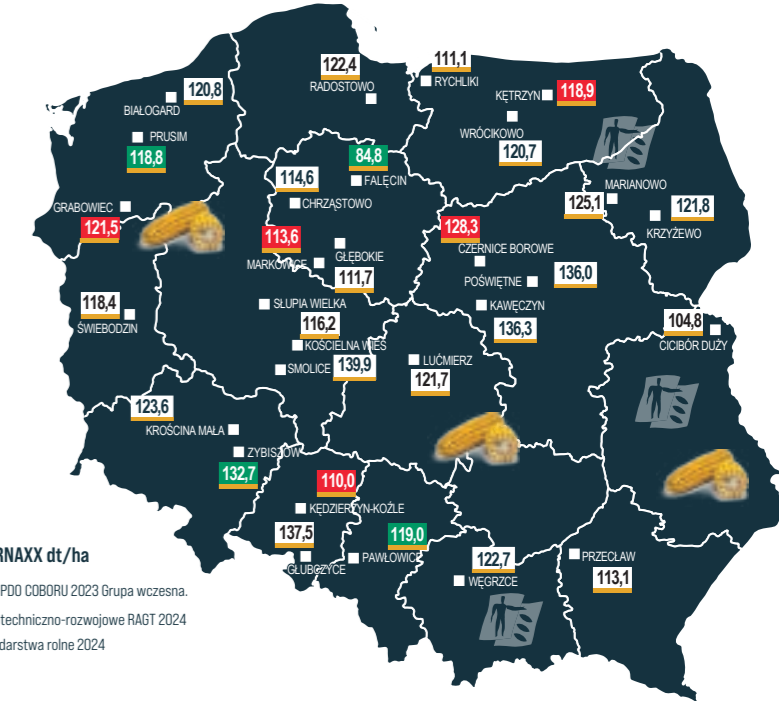 122,4
RADOSTOWO
111,1
RYCHLIKI
KĘTRZYN
118,9
120,8
BIAŁOGARD
WRÓCIKOWO
120,7
PRUSIM
118,8
84,8
FALĘCIN
114,6
CHRZĄSTOWO
MARIANOWO
125,1
121,8
KRZYŻEWO
GRABOWIEC
121,5
113,6
MARKOWICE
GŁĘBOKIE
111,7
128,3
CZERNICE BOROWE
POŚWIĘTNE
136,0
118,4
ŚWIEBODZIN
SŁUPIA WIELKA
116,2
KAWĘCZYN
136,3
104,8
CICIBÓR DUŻY
KOŚCIELNA WIEŚ
SMOLICE
139,9
LUĆMIERZ
121,7
123,6
KROŚCINA MAŁA
ZYBISZÓW
132,7
110,0
KĘDZIERZYN-KOŹLE
137,5
GŁUBCZYCE
119,0
PAWŁOWICE
122,7
WĘGRZCE
PRZECŁAW
113,1
RNAXX dt/ha
PDO COBORU 2023 Grupa wczesna.
techniczno-rozwojowe RAGT 2024
darstwa rolne 2024